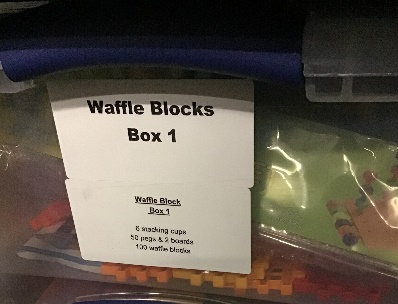 Waffle Blocks
Box 1
Waffle Block
Box 1
6 stacking cups
50 pegs & 2 boards
100 waffle blocks